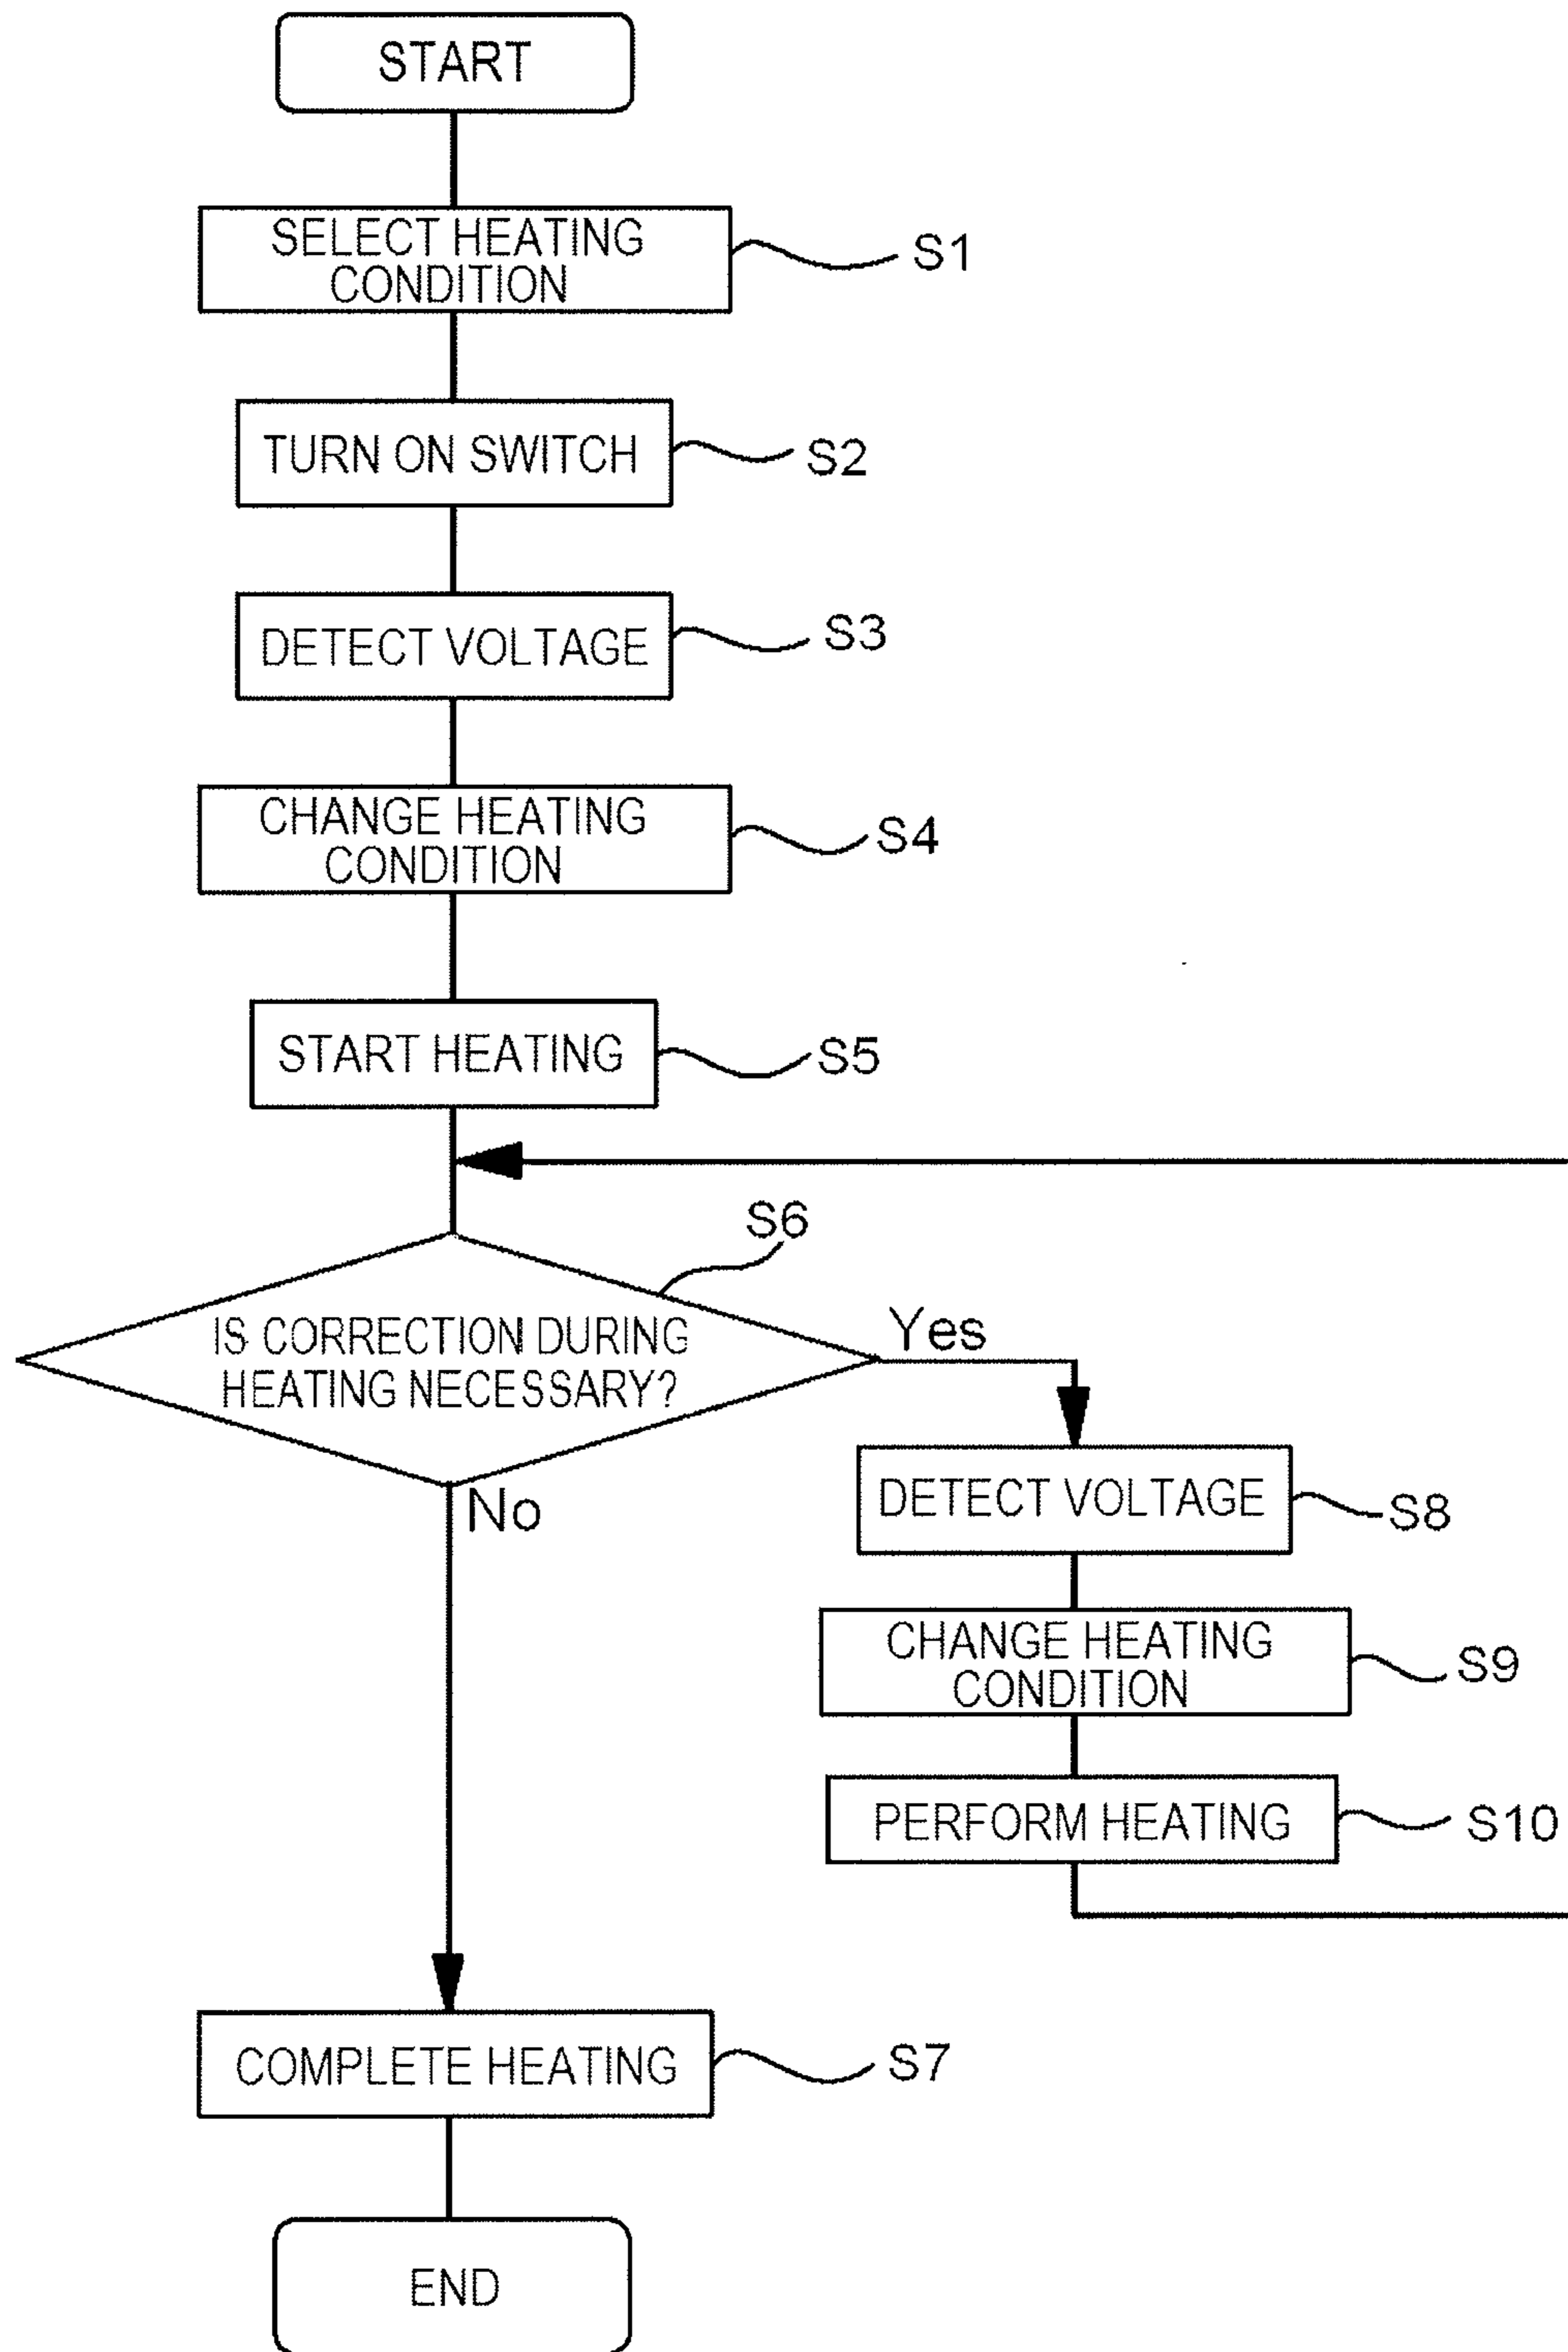 START
SELECT HEATING
CONDITION
S1
TURN ON SWITCH
S2
DETECT VOLTAGE
S3
CHANGE HEATING
CONDITION
S4
START HEATING
S5
S6
IS CORRECTION DURING
HEATING NECESSARY?
Yes
No
DETECT VOLTAGE
S8
CHANGE HEATING
CONDITION
S9
PERFORM HEATING
S10
COMPLETE HEATING
S7
END